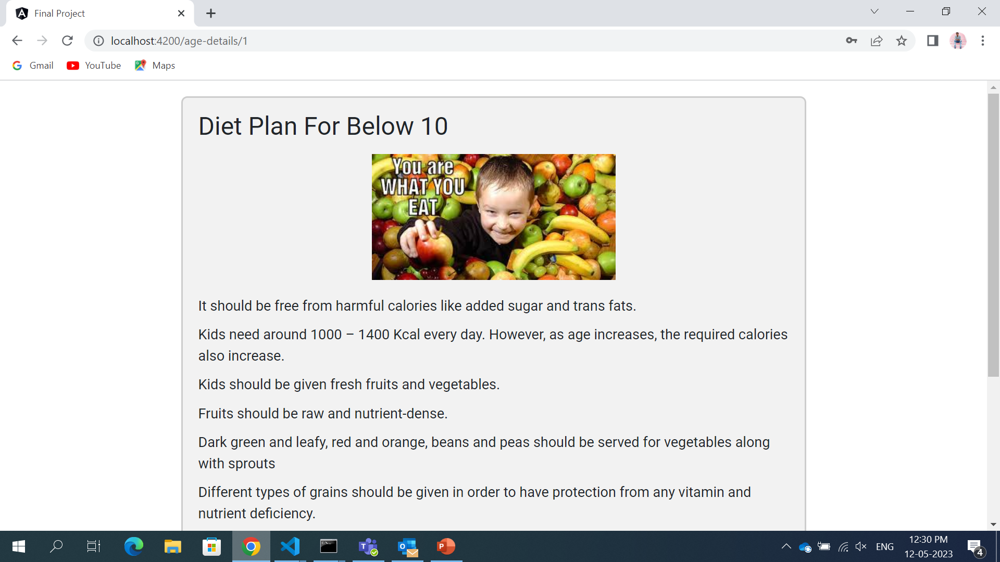 Final Project
localhost:4200/age-details/1
Gmail
YouTube
Maps
Diet Plan For Below 10
You are
WHAT YOU
EAT
It should be free from harmful calories like added sugar and trans fats.
Kids need around 1000 – 1400 Kcal every day. However, as age increases, the required calories
also increase.
Kids should be given fresh fruits and vegetables.
Fruits should be raw and nutrient-dense.
Dark green and leafy, red and orange, beans and peas should be served for vegetables along
with sprouts
Different types of grains should be given in order to have protection from any vitamin and
nutrient deficiency.
ENG
12:30 PM
12-05-2023
4